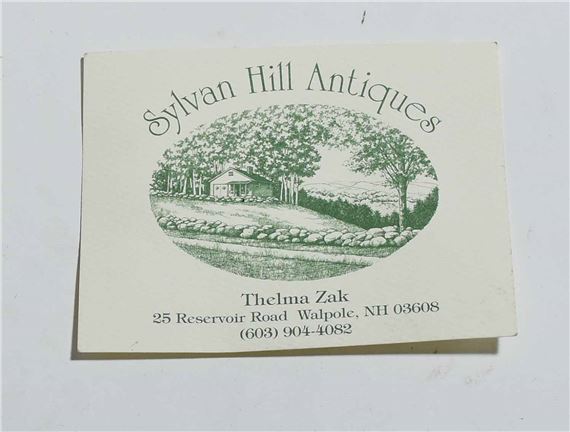 Sylvan Hill Antiques
Thelma Zak
25 Reservoir Road Walpole, NH 03608
(603) 904-4082